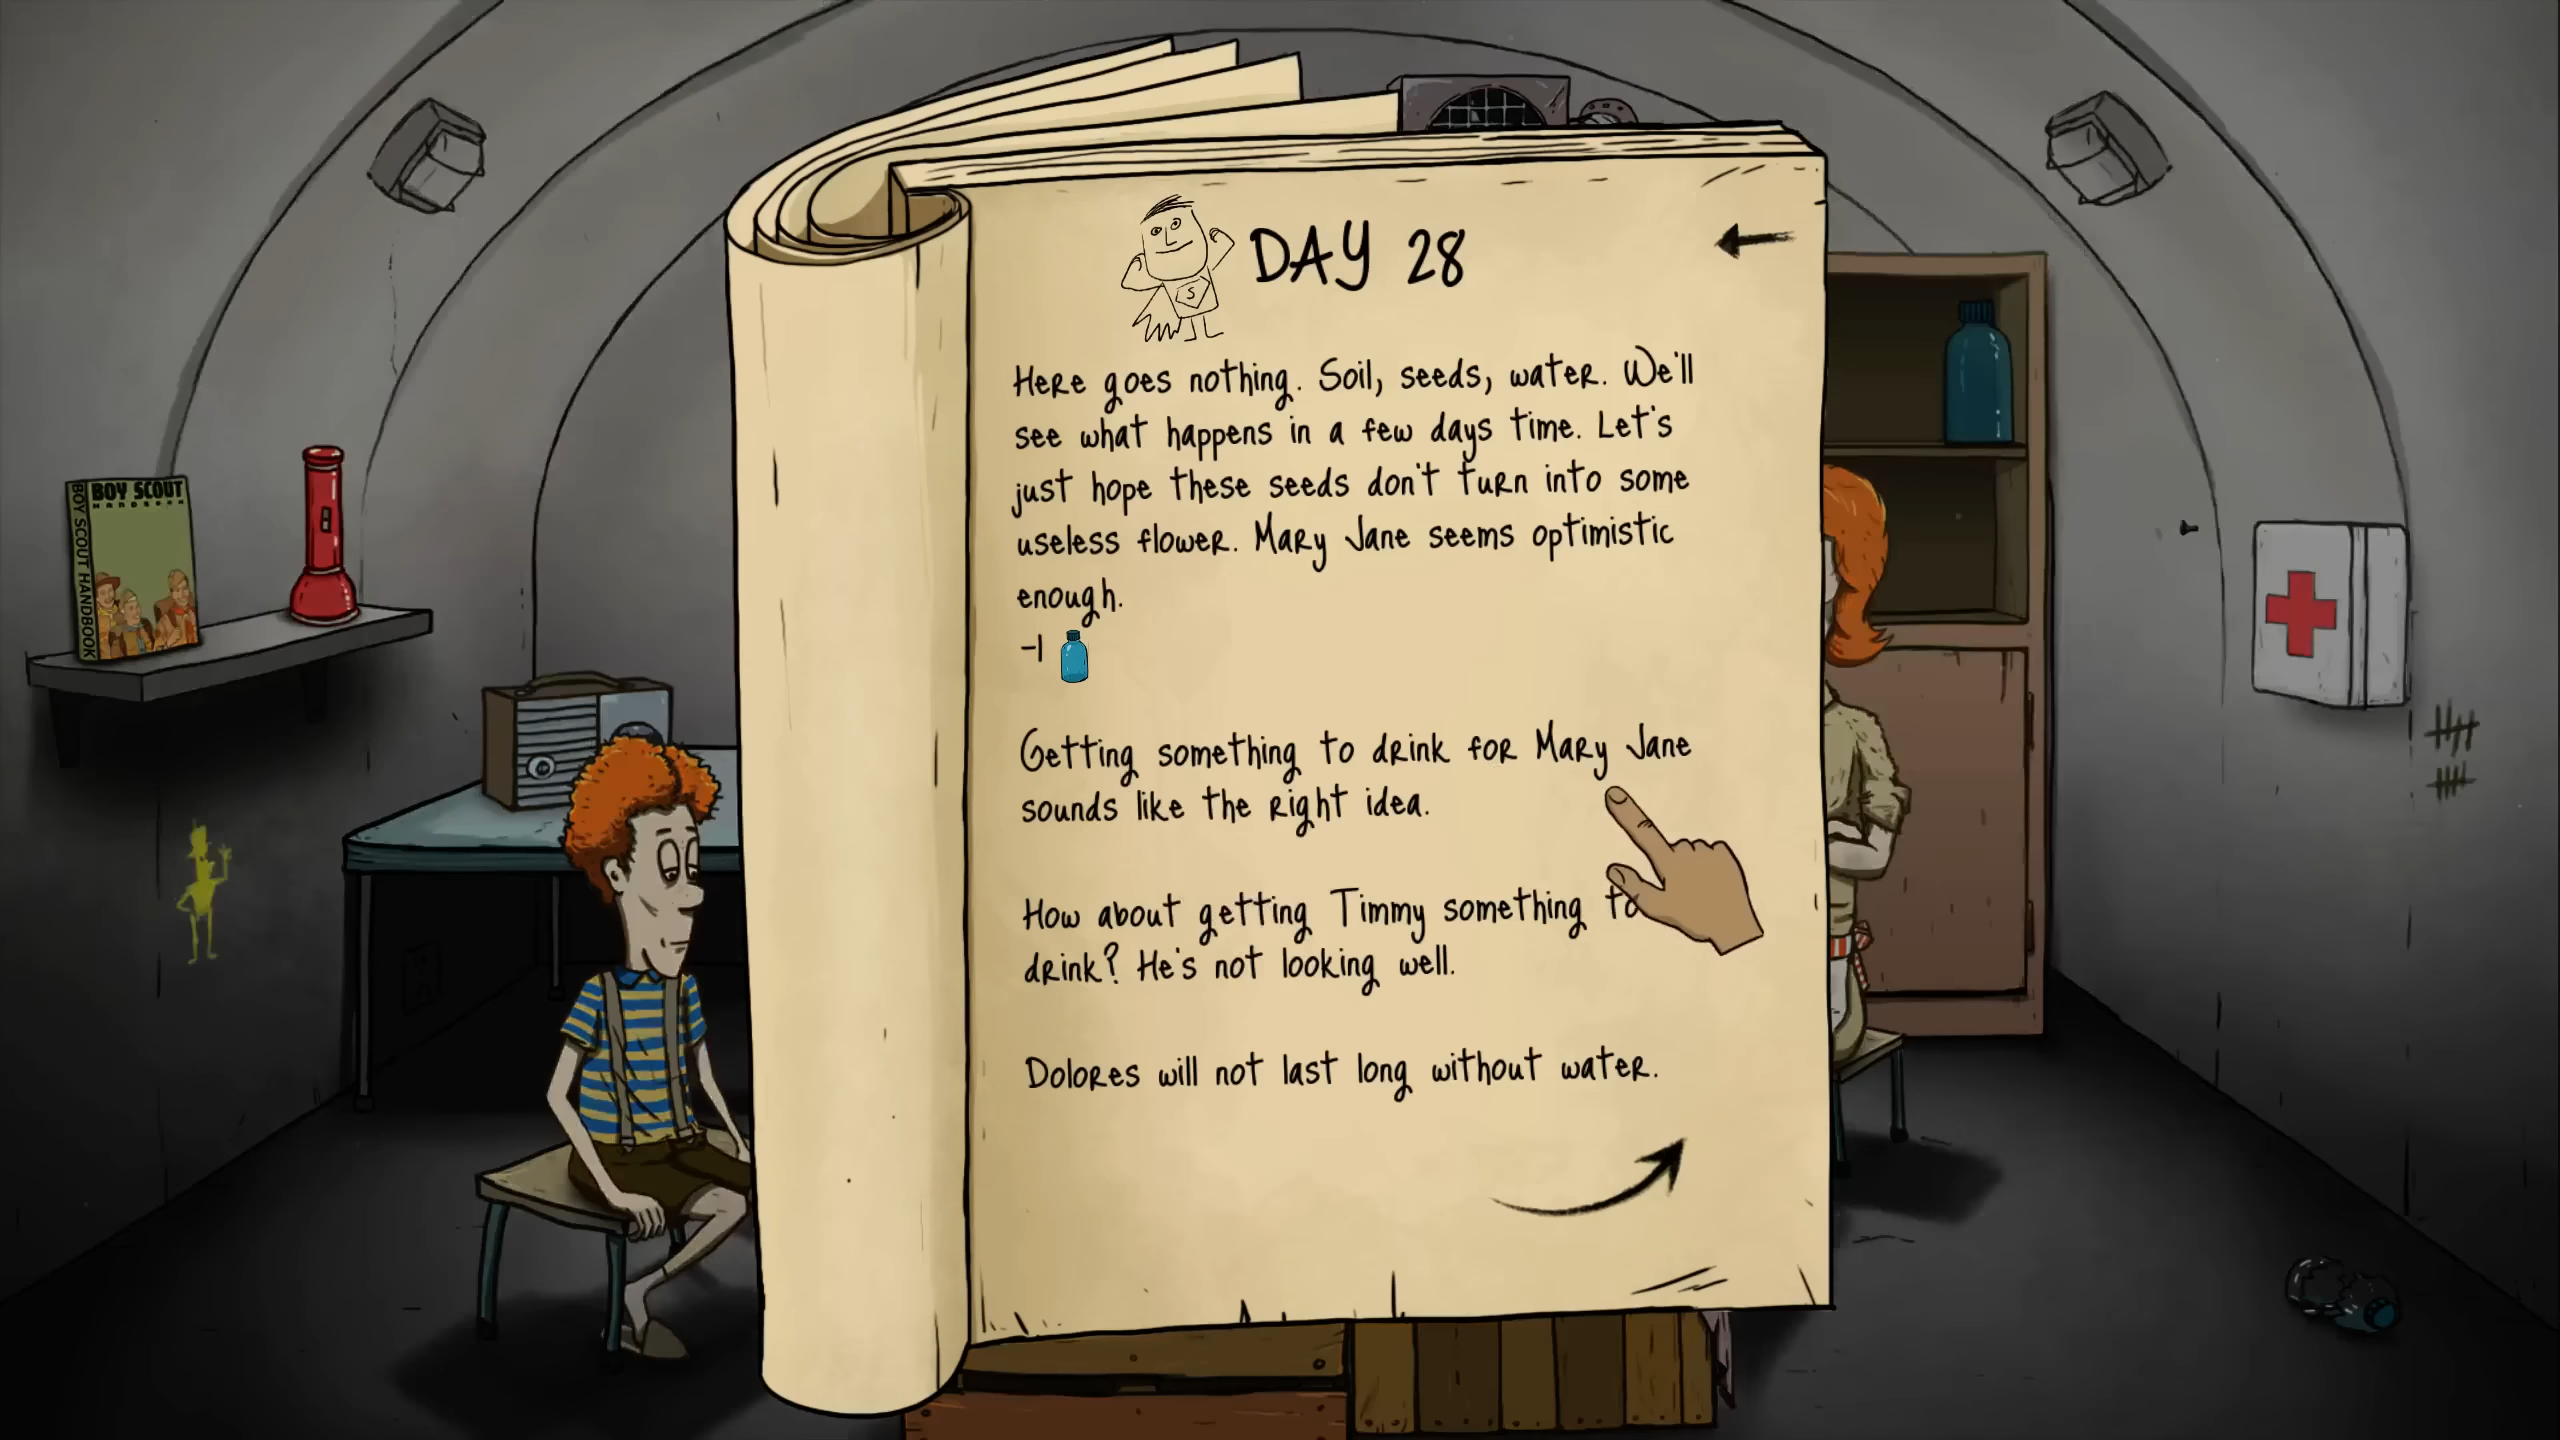 DAY 28
Here goes nothing. Soil, seeds, water. We'll
see what happens in a few days time. Let's
just hope these seeds don't turn into some
useless flower. Mary Jane seems optimistic
enough.
-1
Getting something to drink for Mary Jane
sounds like the right idea.
How about getting Timmy something to
drink? He's not looking well.
Dolores will not last long without water.
BOY SCOUT
HANDBOOK
BOY SCOUT HANDBOOK
S